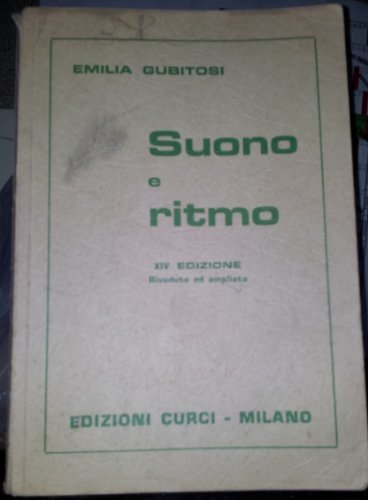 EMILIA GUBITOSI
Suono
e
ritmo
XIV EDIZIONE
Riveduta ed ampliata
EDIZIONI CURCI - MILANO